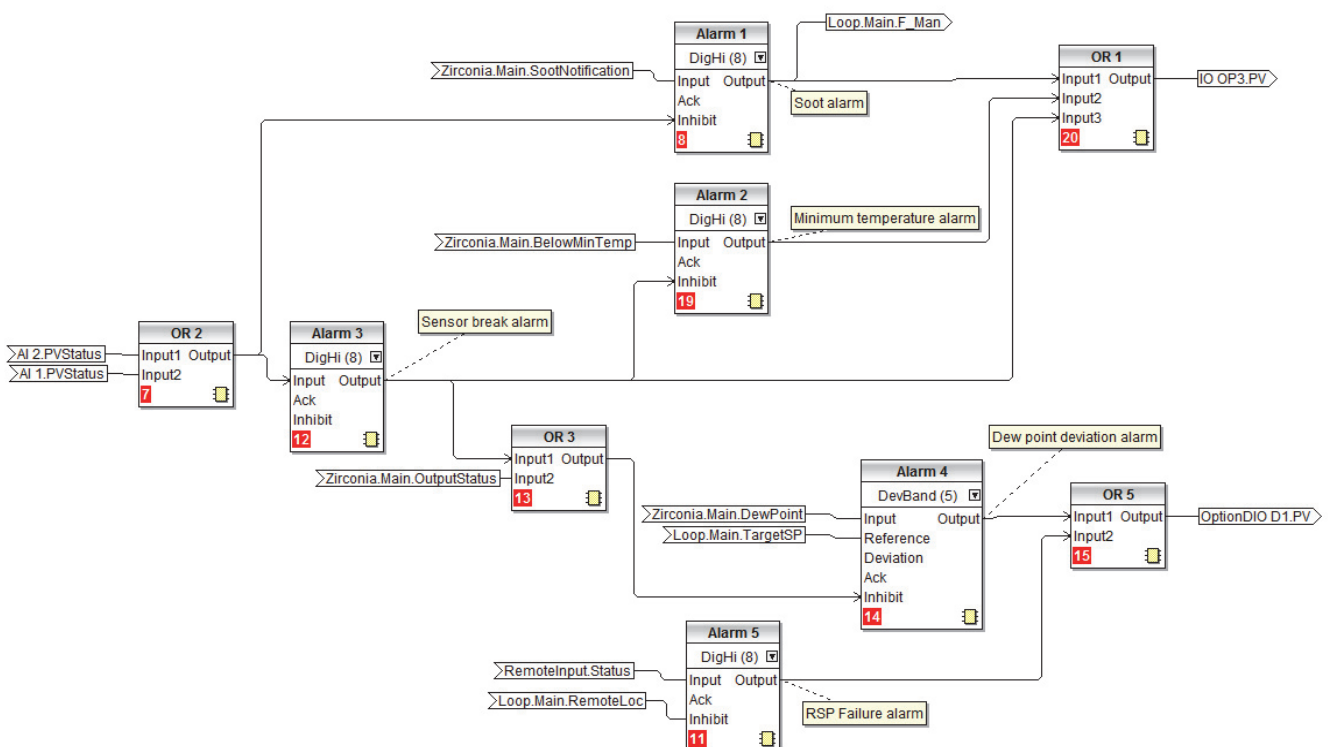 Loop.Main.F_Man
Alarm 1
DigHi (8)
Zirconia.Main.SootNotification
Input Output
Ack
Inhibit
8
Soot alarm
OR 1
Input1 Output
Input2
Input3
20
IO OP3.PV
Alarm 2
DigHi (8)
Minimum temperature alarm
Zirconia.Main.BelowMinTemp
Input Output
Ack
Inhibit
19
Sensor break alarm
OR 2
AI 2.PVStatus
Input1 Output
AI 1.PVStatus
Input2
7
Alarm 3
DigHi (8)
Input Output
Ack
Inhibit
12
OR 3
Input1 Output
Zirconia.Main.OutputStatus
Input2
13
Dew point deviation alarm
Alarm 4
DevBand (5)
Zirconia.Main.DewPoint
Input Output
Loop.Main.TargetSP
Reference
Deviation
Ack
Inhibit
14
OR 5
Input1 Output
Input2
15
OptionDIO D1.PV
Alarm 5
DigHi (8)
RemoteInput.Status
Input Output
Ack
Loop.Main.RemoteLoc
Inhibit
11
RSP Failure alarm